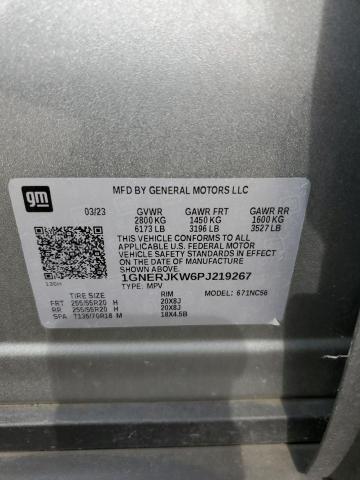 gm
MFD BY GENERAL MOTORS LLC
03/23 GVWR GAWR FRT GAWR RR
2800 KG 1450 KG 1600 KG
6173 LB 3196 LB 3527 LB
THIS VEHICLE CONFORMS TO ALL
APPLICABLE U.S. FEDERAL MOTOR
VEHICLE SAFETY STANDARDS IN
EFFECT ON THE DATE OF MANUFACTURE
SHOWN ABOVE.
1GNERJKW6PJ219267
TYPE: MPV
TIRE SIZE RIM MODEL: 671NC56
FRT 255/55R20 H 20X8J
RR 255/55R20 H 20X8J
SPA T135/70R18 M 18X4.5B